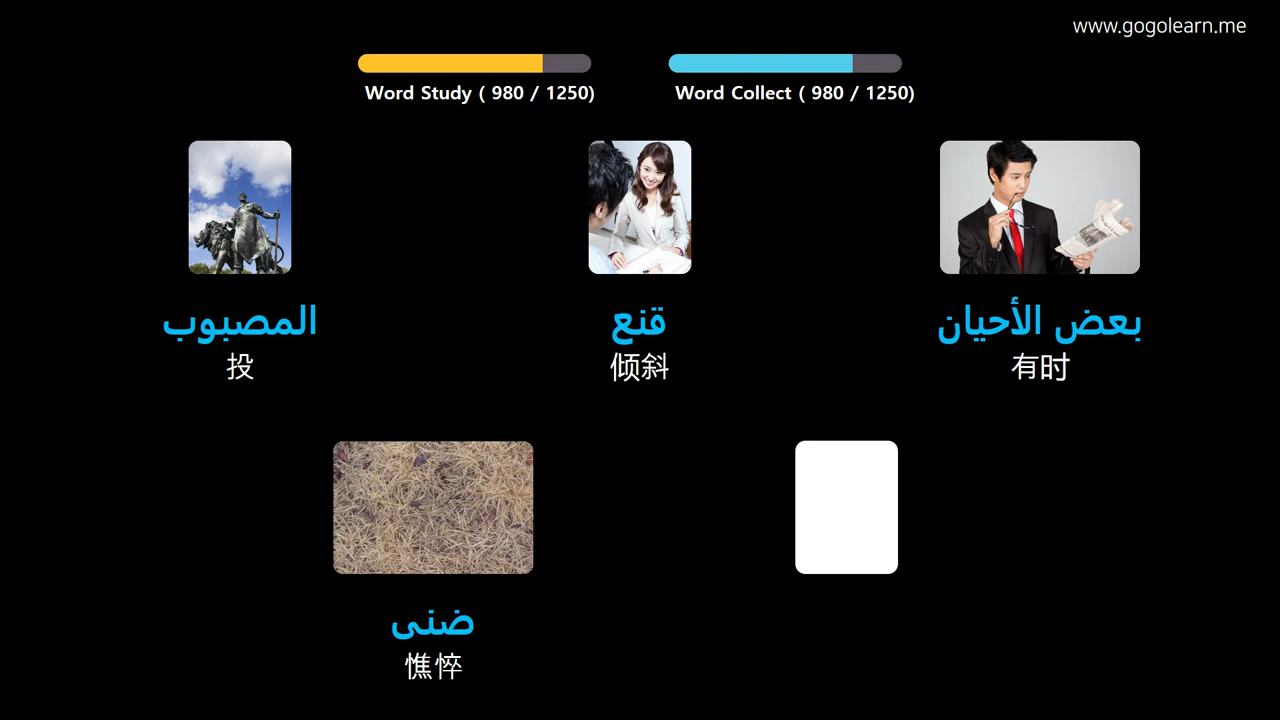 www.gogolearn.me
Word Study ( 980 / 1250)
Word Collect ( 980 / 1250)
المصبوب
投
قنع
倾斜
بعض الأحيان
有时
ضنى
憔悴